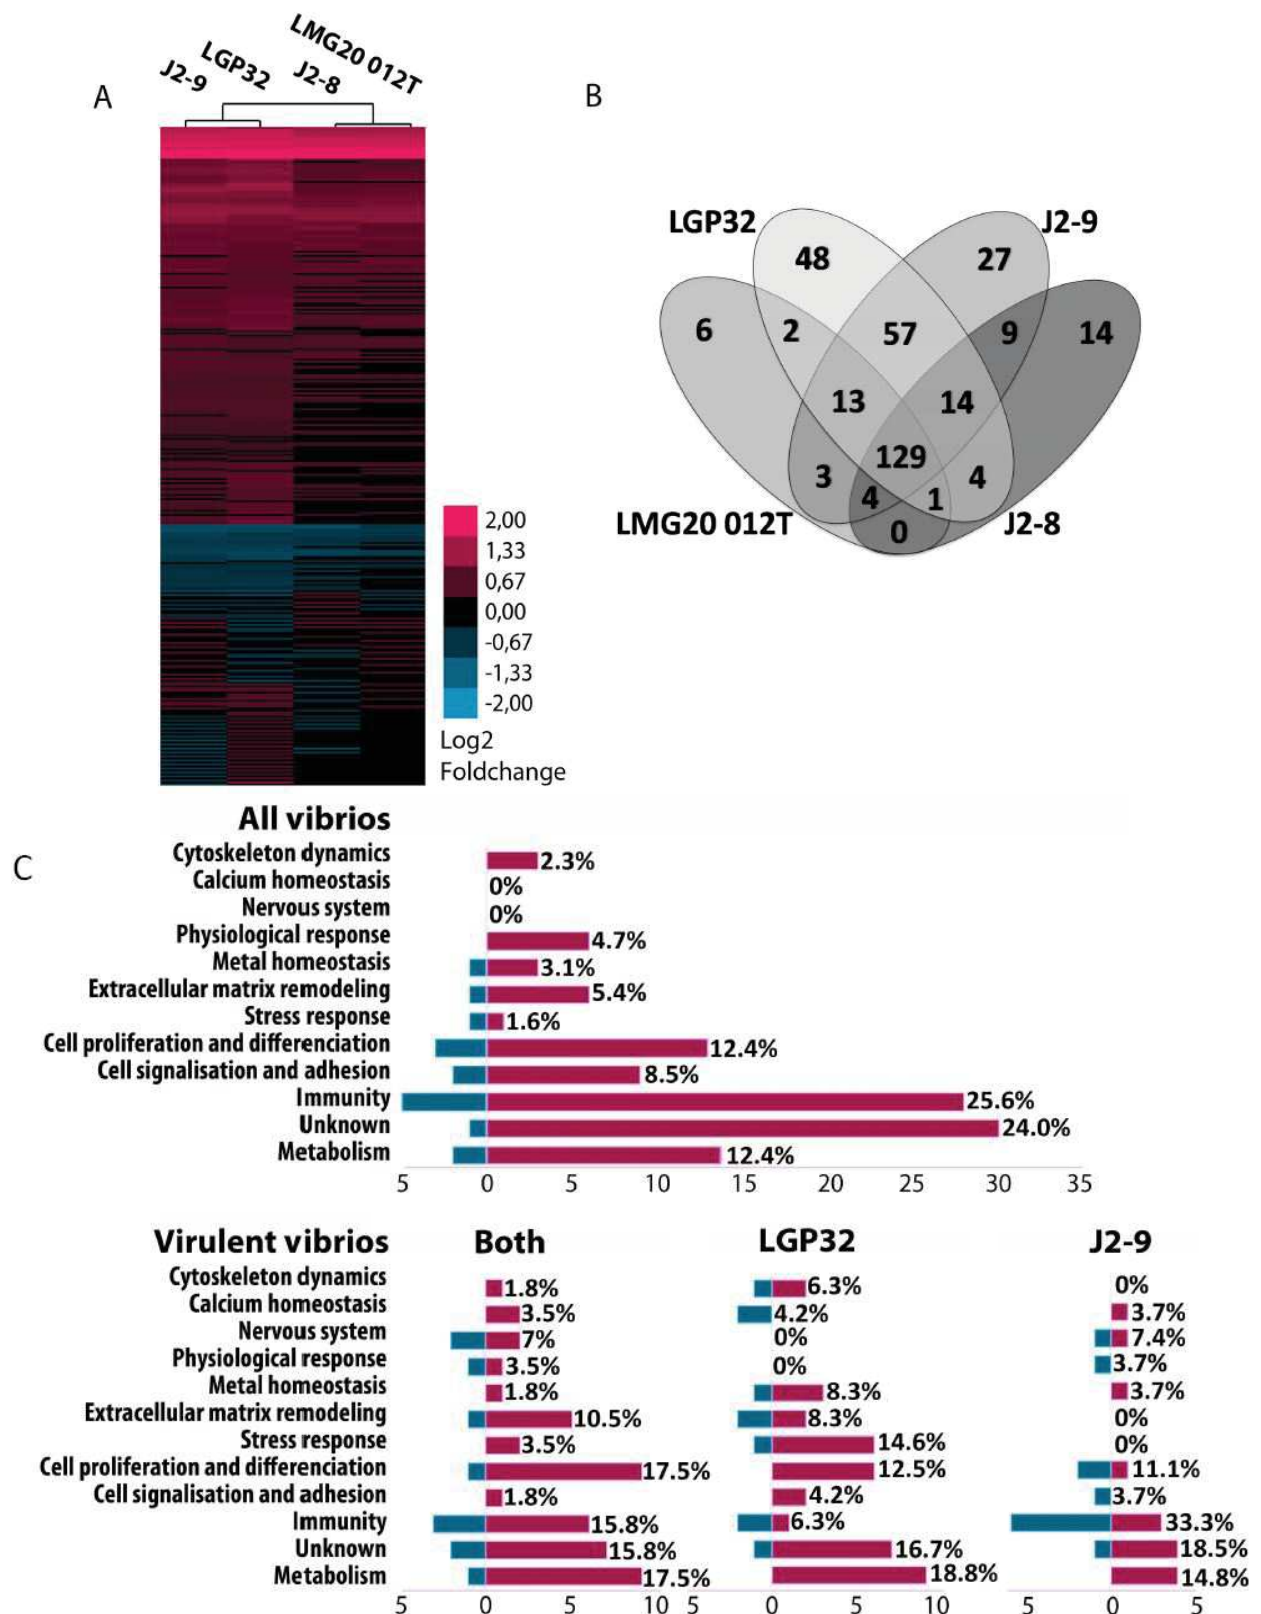 A
J2-9
LGP32
J2-8
LMG20 012T
2,00
1,33
0,67
0,00
-0,67
-1,33
-2,00
Log2
Foldchange
B
LGP32
J2-9
48
27
6
2
57
9
14
13
14
129
3
4
1
4
LMG20 012T
0
J2-8
C
All vibrios
Cytoskeleton dynamics 2.3%
Calcium homeostasis 0%
Nervous system 0%
Physiological response 4.7%
Metal homeostasis 3.1%
Extracellular matrix remodeling 5.4%
Stress response 1.6%
Cell proliferation and differenciation 12.4%
Cell signalisation and adhesion 8.5%
Immunity 25.6%
Unknown 24.0%
Metabolism 12.4%
5 0 5 10 15 20 25 30 35
Virulent vibrios Both LGP32 J2-9
Cytoskeleton dynamics 1.8% 6.3% 0%
Calcium homeostasis 3.5% 4.2% 3.7%
Nervous system 7% 0% 7.4%
Physiological response 3.5% 0% 3.7%
Metal homeostasis 1.8% 8.3% 3.7%
Extracellular matrix remodeling 10.5% 8.3% 0%
Stress response 3.5% 14.6% 0%
Cell proliferation and differenciation 17.5% 12.5% 11.1%
Cell signalisation and adhesion 1.8% 4.2% 3.7%
Immunity 15.8% 6.3% 33.3%
Unknown 15.8% 16.7% 18.5%
Metabolism 17.5% 18.8% 14.8%
5 0 5 10 5 0 5 10 5 0 5